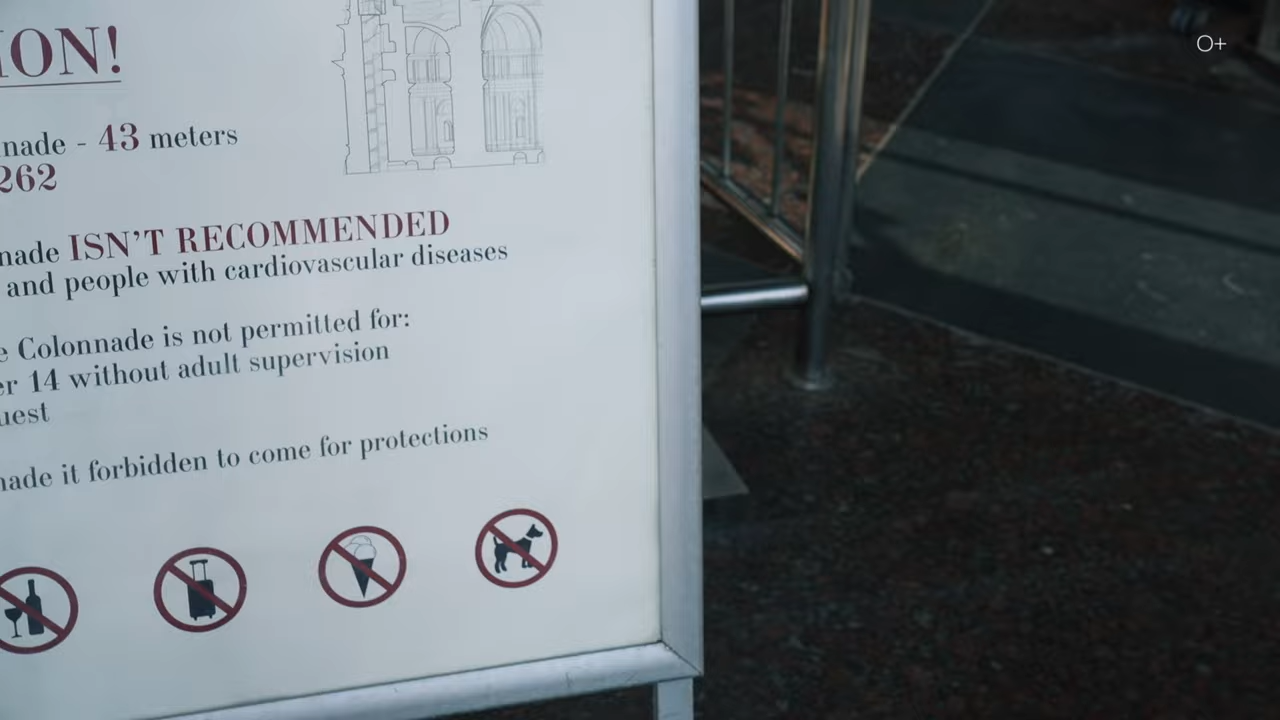 ION!
O+
nade - 43 meters
262
nade ISN'T RECOMMENDED
and people with cardiovascular diseases
e Colonnade is not permitted for:
er 14 without adult supervision
uest
nade it forbidden to come for protections